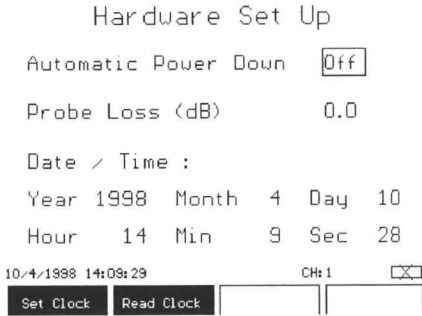 Hardware Set Up
Automatic Power Down Off
Probe Loss (dB) 0.0
Date / Time :
Year 1998 Month 4 Day 10
Hour 14 Min 9 Sec 28
10/4/1998 14:09:29 CH:1
Set Clock Read Clock